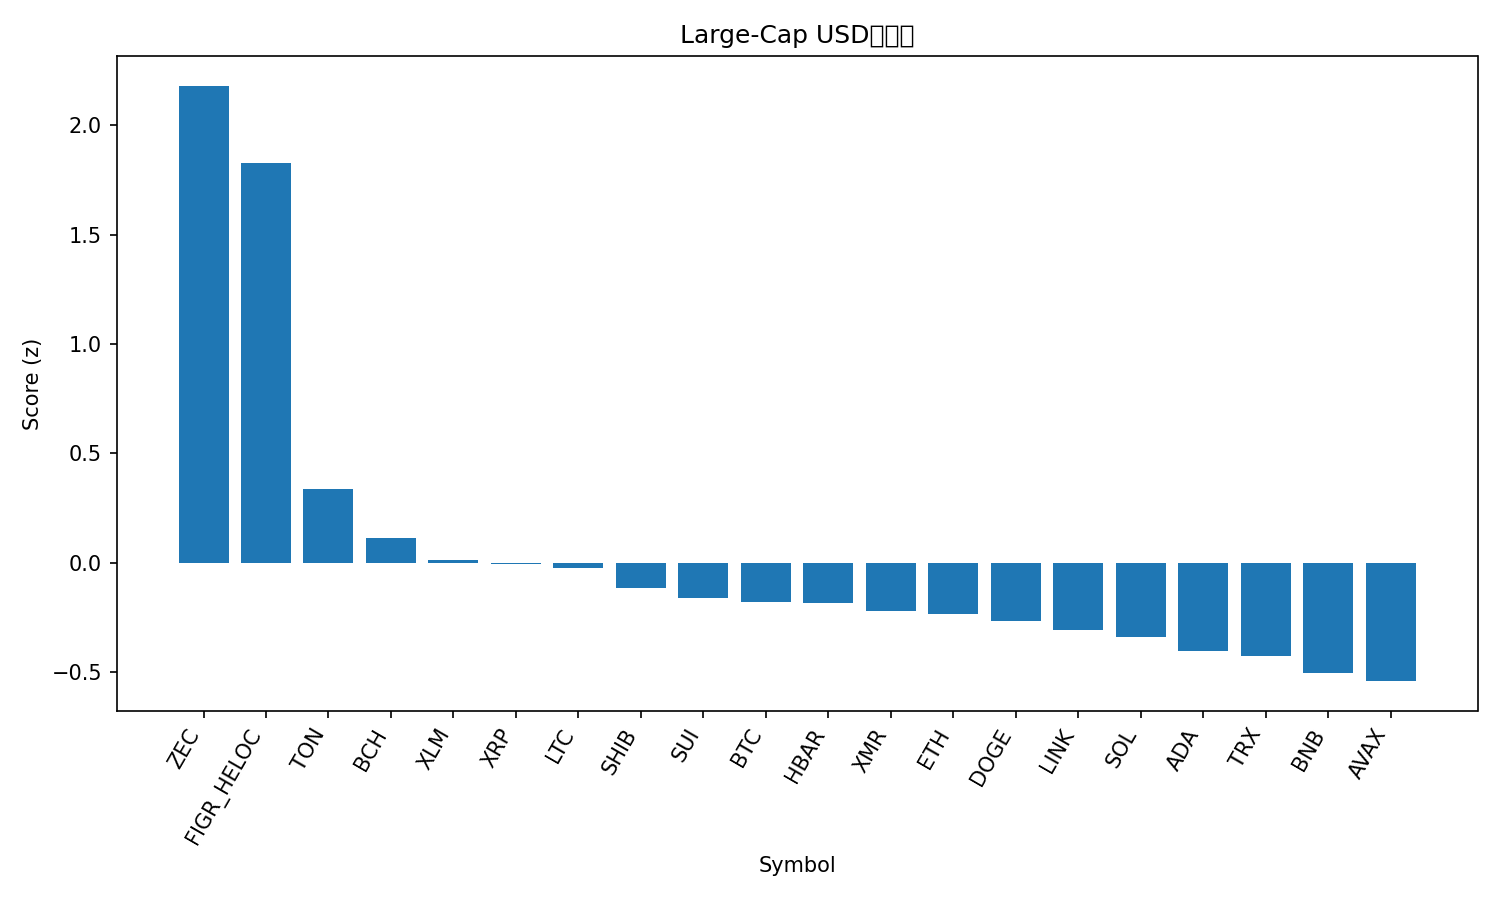 Large-Cap USD
Score (z)
2.0
1.5
1.0
0.5
0.0
−0.5
ZEC
FIGR_HELOC
TON
BCH
XLM
XRP
LTC
SHIB
SUI
BTC
HBAR
XMR
ETH
DOGE
LINK
SOL
ADA
TRX
BNB
AVAX
Symbol